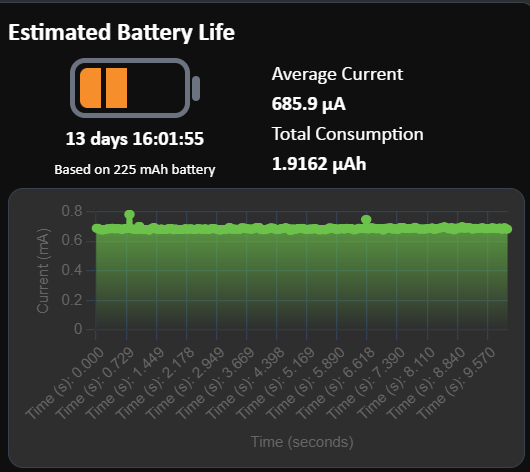 Estimated Battery Life
13 days 16:01:55
Based on 225 mAh battery
Average Current
685.9 µA
Total Consumption
1.9162 µAh
Current (mA)
0.8
0.6
0.4
0.2
0
Time (s): 0.000
Time (s): 0.729
Time (s): 1.449
Time (s): 2.178
Time (s): 2.949
Time (s): 3.669
Time (s): 4.398
Time (s): 5.169
Time (s): 5.890
Time (s): 6.618
Time (s): 7.390
Time (s): 8.110
Time (s): 8.840
Time (s): 9.570
Time (seconds)